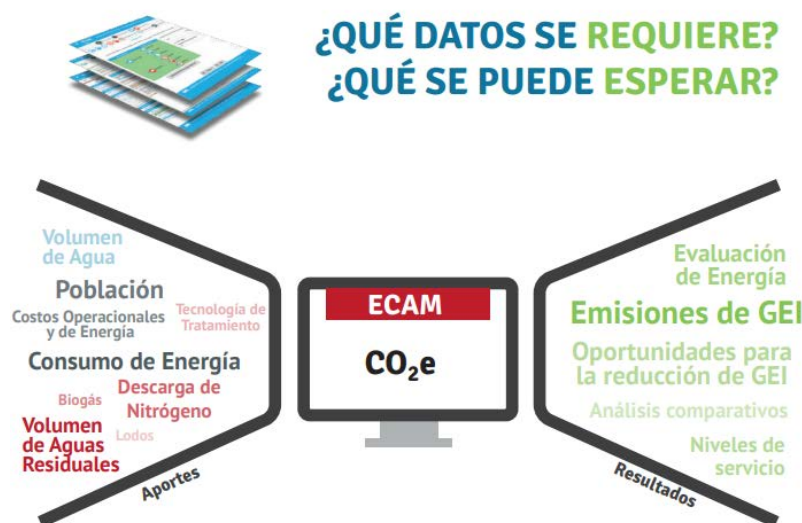 ¿QUÉ DATOS SE REQUIERE?
¿QUÉ SE PUEDE ESPERAR?
Volumen
de Agua
Población
Costos Operacionales
y de Energía
Tecnología de
Tratamiento
Consumo de Energía
Biogás
Descarga de
Nitrógeno
Volumen
de Aguas
Residuales
Lodos
Aportes
ECAM
CO₂e
Evaluación
de Energía
Emisiones de GEI
Oportunidades para
la reducción de GEI
Análisis comparativos
Niveles de
servicio
Resultados